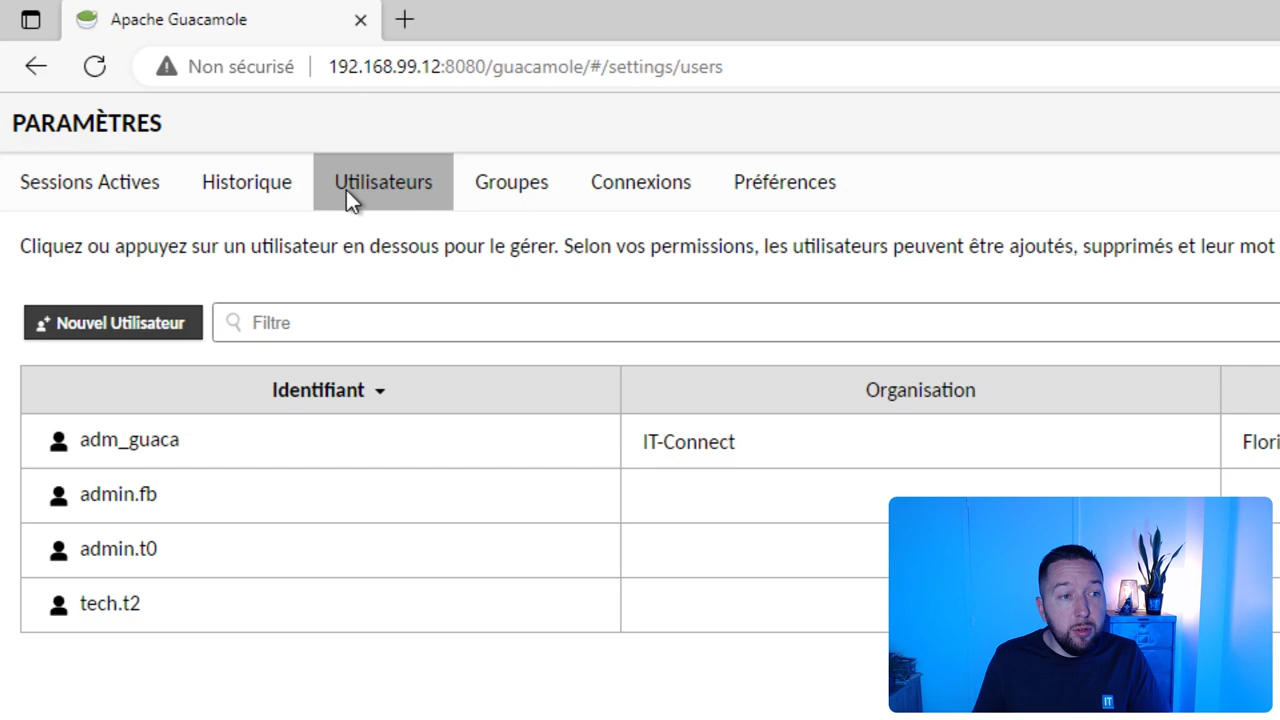 Apache Guacamole
Non sécurisé 192.168.99.12:8080/guacamole/#/settings/users
PARAMÈTRES
Sessions Actives Historique Utilisateurs Groupes Connexions Préférences
Cliquez ou appuyez sur un utilisateur en dessous pour le gérer. Selon vos permissions, les utilisateurs peuvent être ajoutés, supprimés et leur mot
Nouvel Utilisateur Filtre
Identifiant Organisation
adm_guaca IT-Connect Flori
admin.fb
admin.t0
tech.t2
IT